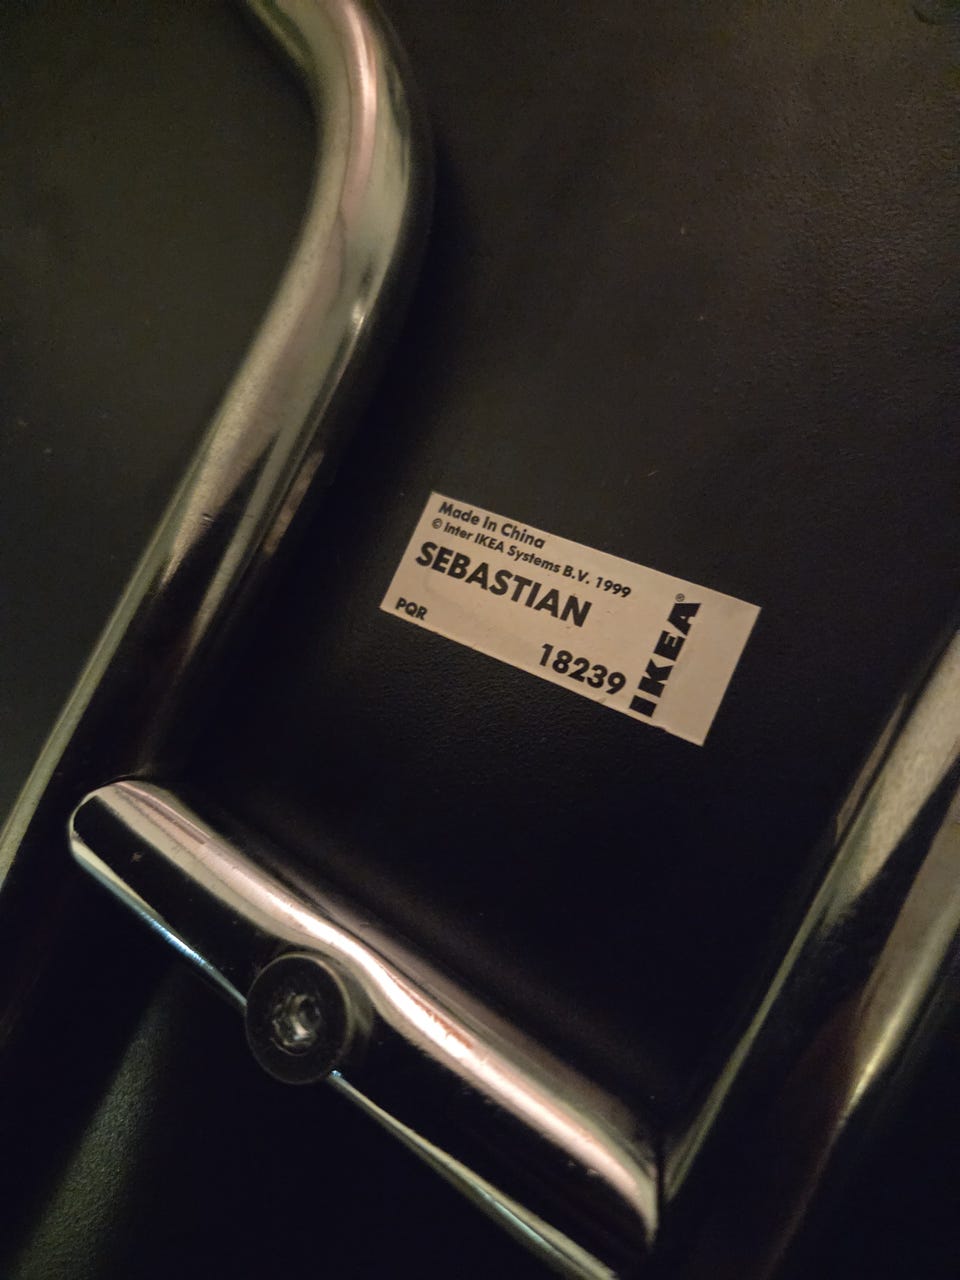 Made In China
© Inter IKEA Systems B.V. 1999
SEBASTIAN
PQR
18239
IKEA®